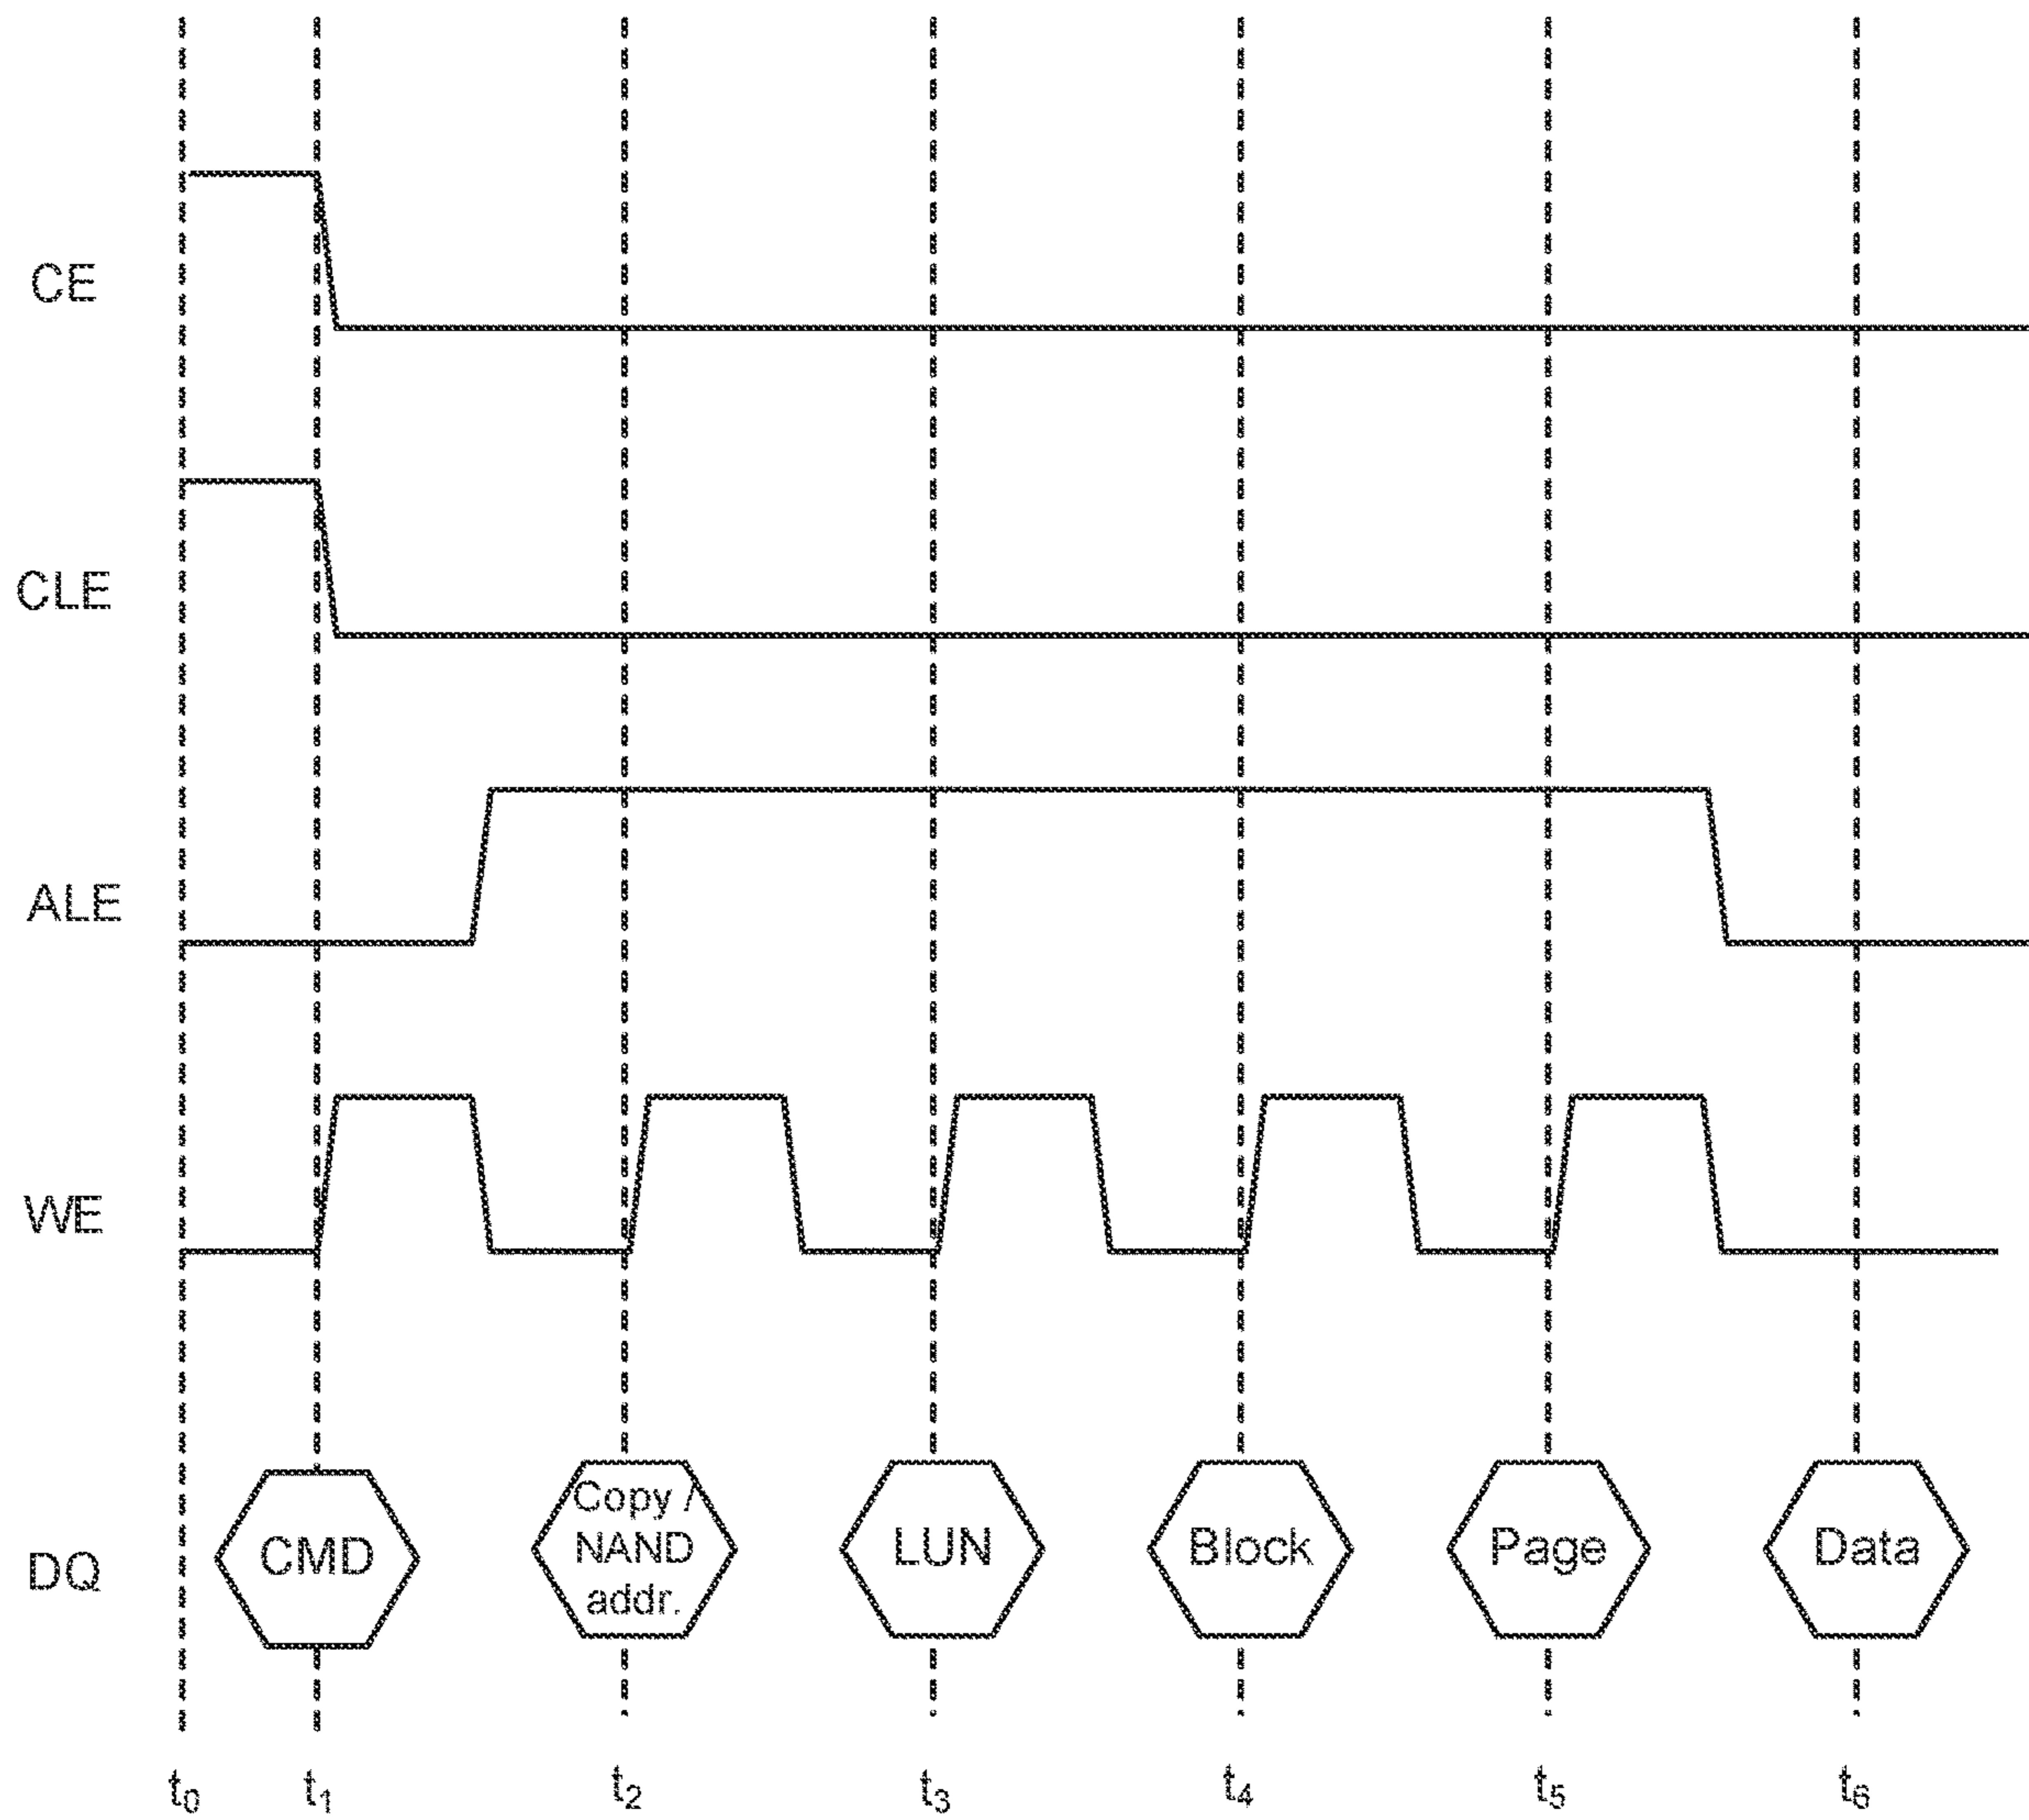 CE
CLE
ALE
WE
DQ
CMD
Copy /
NAND
addr.
LUN
Block
Page
Data
t0
t1
t2
t3
t4
t5
t6